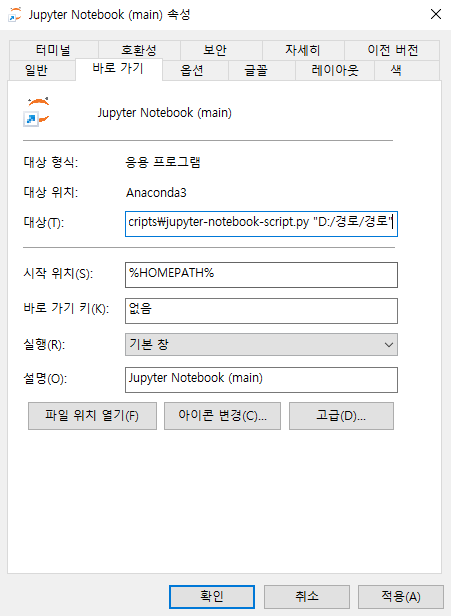 Jupyter Notebook (main) 속성
터미널 호환성 보안 자세히 이전 버전
일반 바로 가기 옵션 글꼴 레이아웃 색
Jupyter Notebook (main)
대상 형식: 응용 프로그램
대상 위치: Anaconda3
대상(T): cripts₩jupyter-notebook-script.py "D:/경로/경로"
시작 위치(S): %HOMEPATH%
바로 가기 키(K): 없음
실행(R): 기본 창
설명(O): Jupyter Notebook (main)
파일 위치 열기(F) 아이콘 변경(C)... 고급(D)...
확인 취소 적용(A)